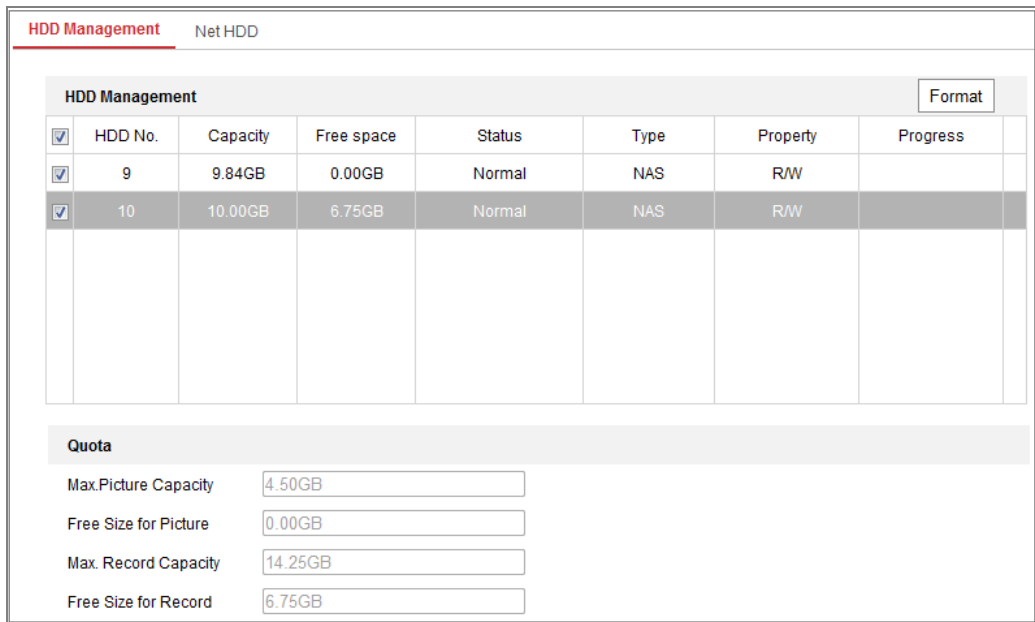 HDD Management Net HDD
HDD Management Format
HDD No. Capacity Free space Status Type Property Progress
9 9.84GB 0.00GB Normal NAS R/W
10 10.00GB 6.75GB Normal NAS R/W
Quota
Max.Picture Capacity 4.50GB
Free Size for Picture 0.00GB
Max. Record Capacity 14.25GB
Free Size for Record 6.75GB